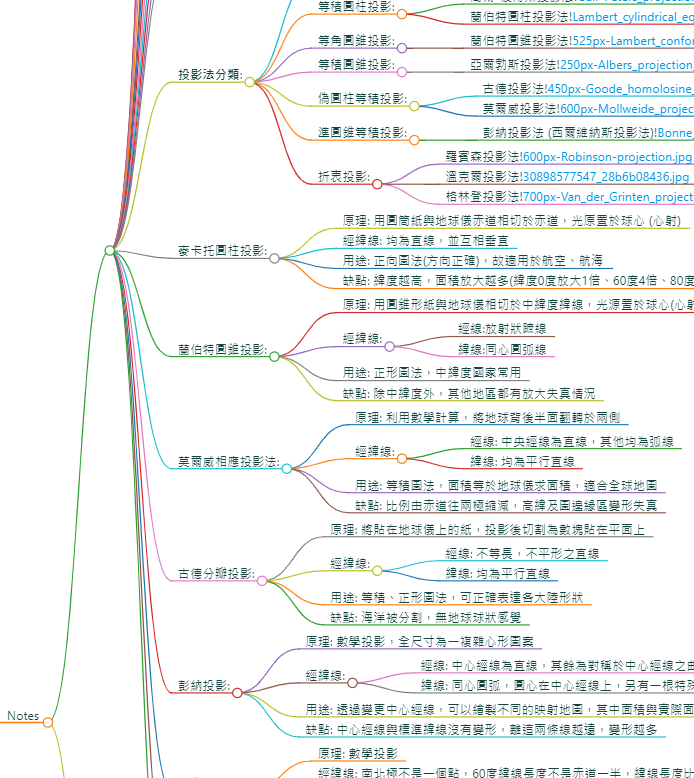 等積圓柱投影:
蘭伯特圓柱投影法!Lambert_cylindrical_eq
等角圓錐投影:
蘭伯特圓錐投影法!525px-Lambert_confor
等積圓錐投影:
亞爾勃斯投影法!250px-Albers_projection
投影法分類:
偽圓柱等積投影:
古德投影法!450px-Goode_homolosine_
莫爾威投影法!600px-Mollweide_projec
準圓錐等積投影:
彭納投影法 (西爾維納斯投影法)!Bonne_
折衷投影:
羅賓森投影法!600px-Robinson-projection.jpg
溫克爾投影法!30898577547_28b6b08436.jpg
格林登投影法!700px-Van_der_Grinten_project
麥卡托圓柱投影:
原理: 用圓筒紙與地球儀赤道相切於赤道，光原置於球心 (心射)
經緯線: 均為直線，並互相垂直
用途: 正向圖法(方向正確)，故適用於航空、航海
缺點: 緯度越高，面積放大越多(緯度0度放大1倍、60度4倍、80度
蘭伯特圓錐投影:
原理: 用圓錐形紙與地球儀相切於中緯度緯線，光源置於球心(心射
經緯線:
經線:放射狀蹤線
緯線:同心圓弧線
用途: 正形圖法，中緯度國家常用
缺點: 除中緯度外，其他地區都有放大失真情況
莫爾威相應投影法:
原理: 利用數學計算，將地球背後半面翻轉於兩側
經緯線:
經線: 中央經線為直線，其他均為弧線
緯線: 均為平行直線
用途: 等積圖法，面積等於地球儀求面積，適合全球地圖
缺點: 比例由赤道往兩極縮減，高緯及圖邊緣區變形失真
古德分瓣投影:
原理: 將貼在地球儀上的紙，投影後切割為數塊貼在平面上
經緯線:
經線: 不等長，不平形之直線
緯線: 均為平行直線
用途: 等積、正形圖法，可正確表達各大陸形狀
缺點: 海洋被分割，無地球球狀感覺
彭納投影:
原理: 數學投影，全尺寸為一複雜心形圖案
經緯線:
經線: 中心經線為直線，其餘為對稱於中心經線之曲
緯線: 同心圓弧，圓心在中心經線上，另有一根特殊
用途: 透過變更中心經線，可以繪製不同的映射地圖，其中面積與實際面
缺點: 中心經線與標準緯線沒有變形，離這兩條線越遠，變形越多
Notes
原理: 數學投影
經緯線: 南北極不是一個點，60度緯線長度不是赤道一半，緯線長度比